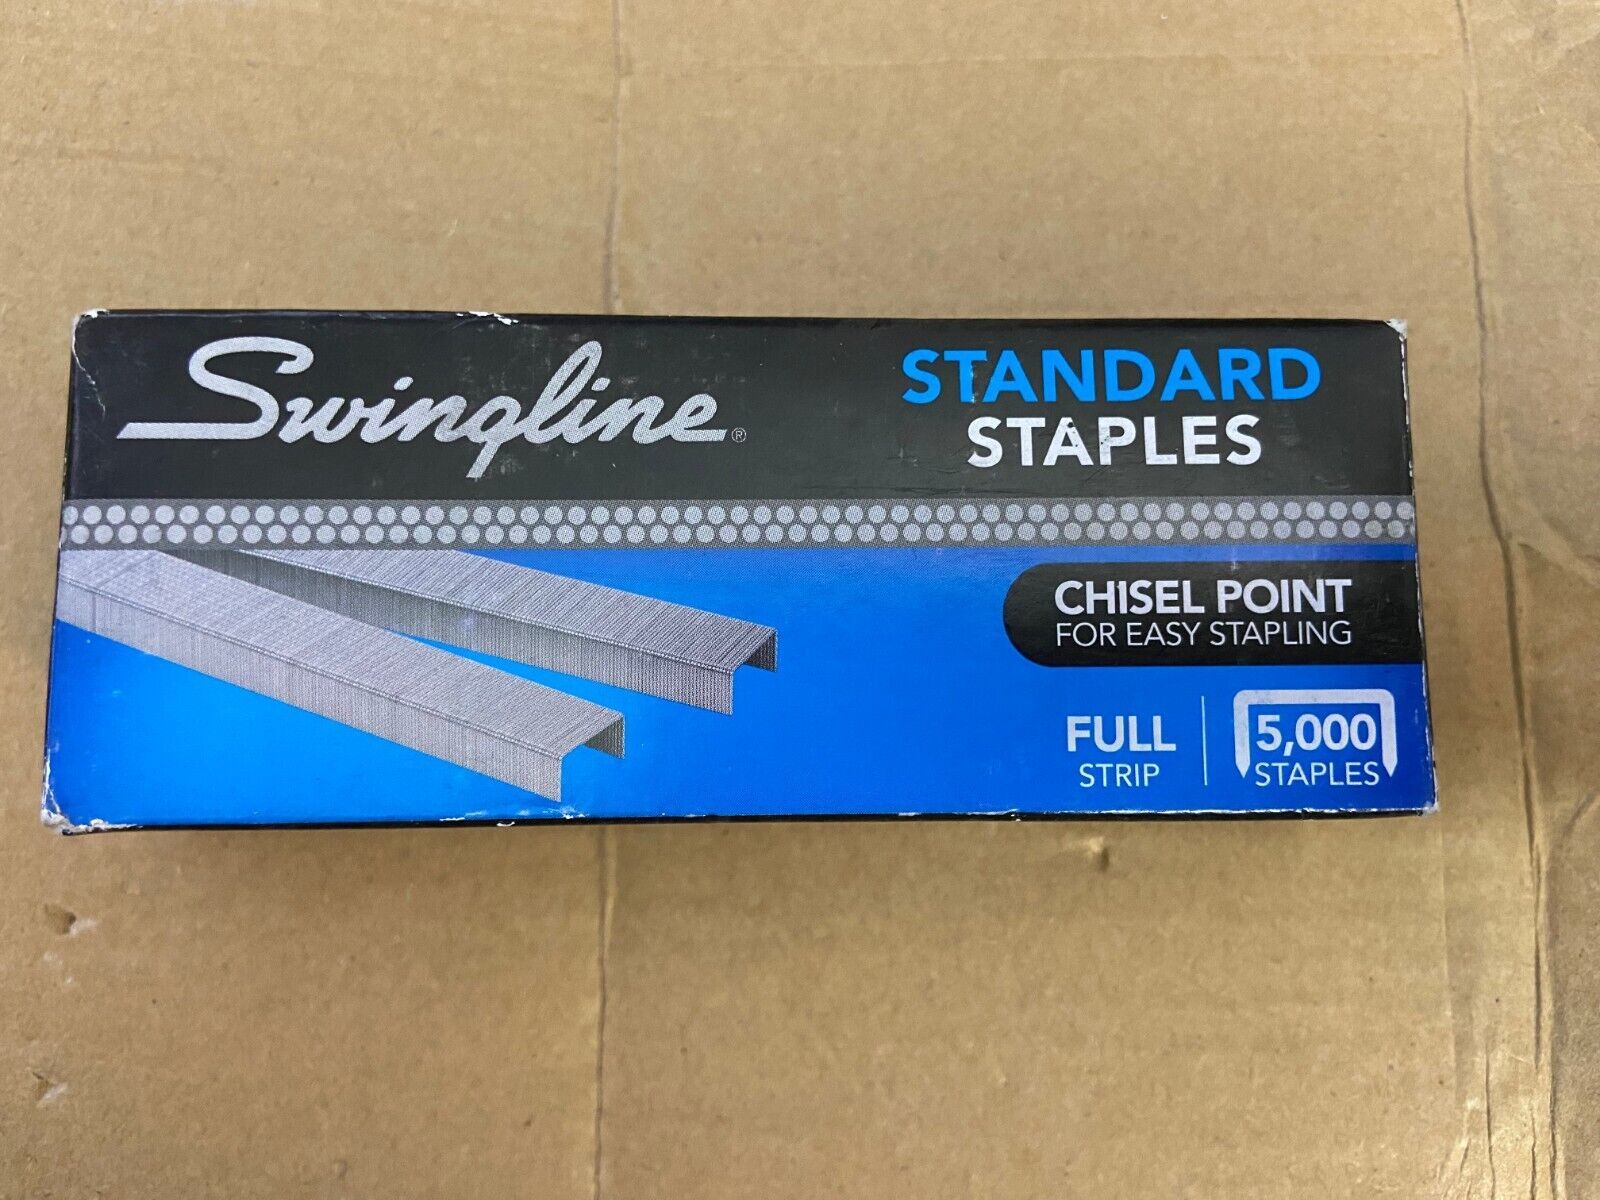 Swingline®
STANDARD
STAPLES
CHISEL POINT
FOR EASY STAPLING
FULL
STRIP
5,000
STAPLES